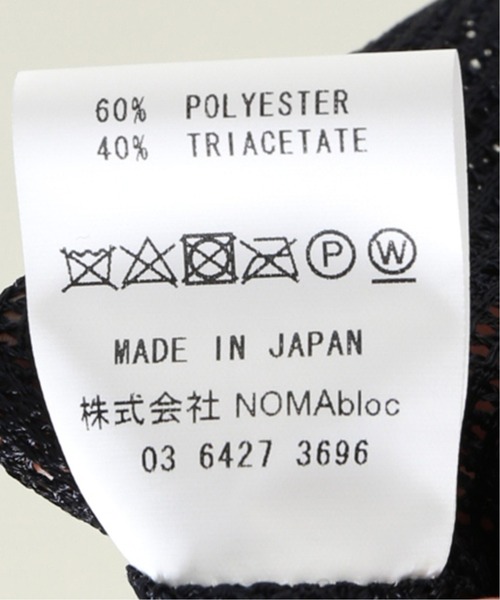 60% POLYESTER
40% TRIACETATE
P W
MADE IN JAPAN
株式会社 NOMAbloc
03 6427 3696